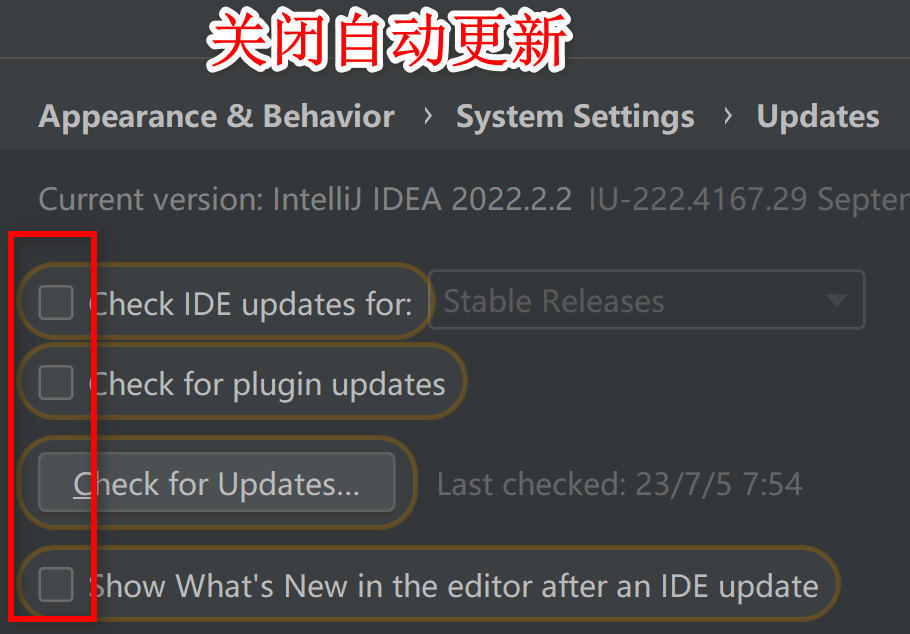 关闭自动更新
Appearance & Behavior › System Settings › Updates
Current version: IntelliJ IDEA 2022.2.2 IU-222.4167.29
Check IDE updates for: Stable Releases
Check for plugin updates
Check for Updates... Last checked: 23/7/5 7:54
Show What's New in the editor after an IDE update